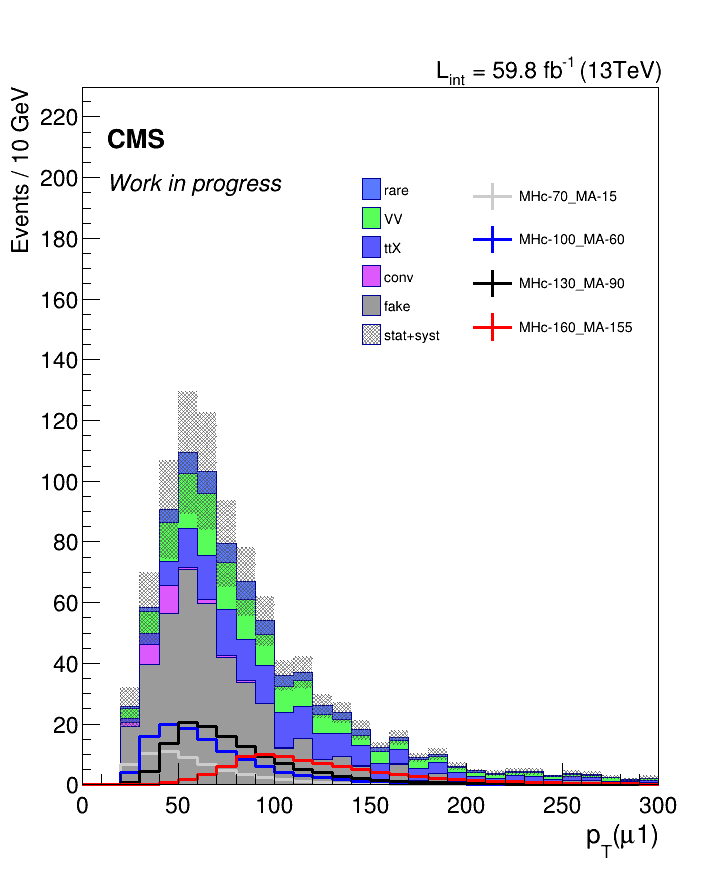 L_int = 59.8 fb^-1 (13TeV)
Events / 10 GeV
CMS
Work in progress
rare
VV
ttX
conv
fake
stat+syst
MHc-70_MA-15
MHc-100_MA-60
MHc-130_MA-90
MHc-160_MA-155
220
200
180
160
140
120
100
80
60
40
20
0
0 50 100 150 200 250 300
p_T(μ1)